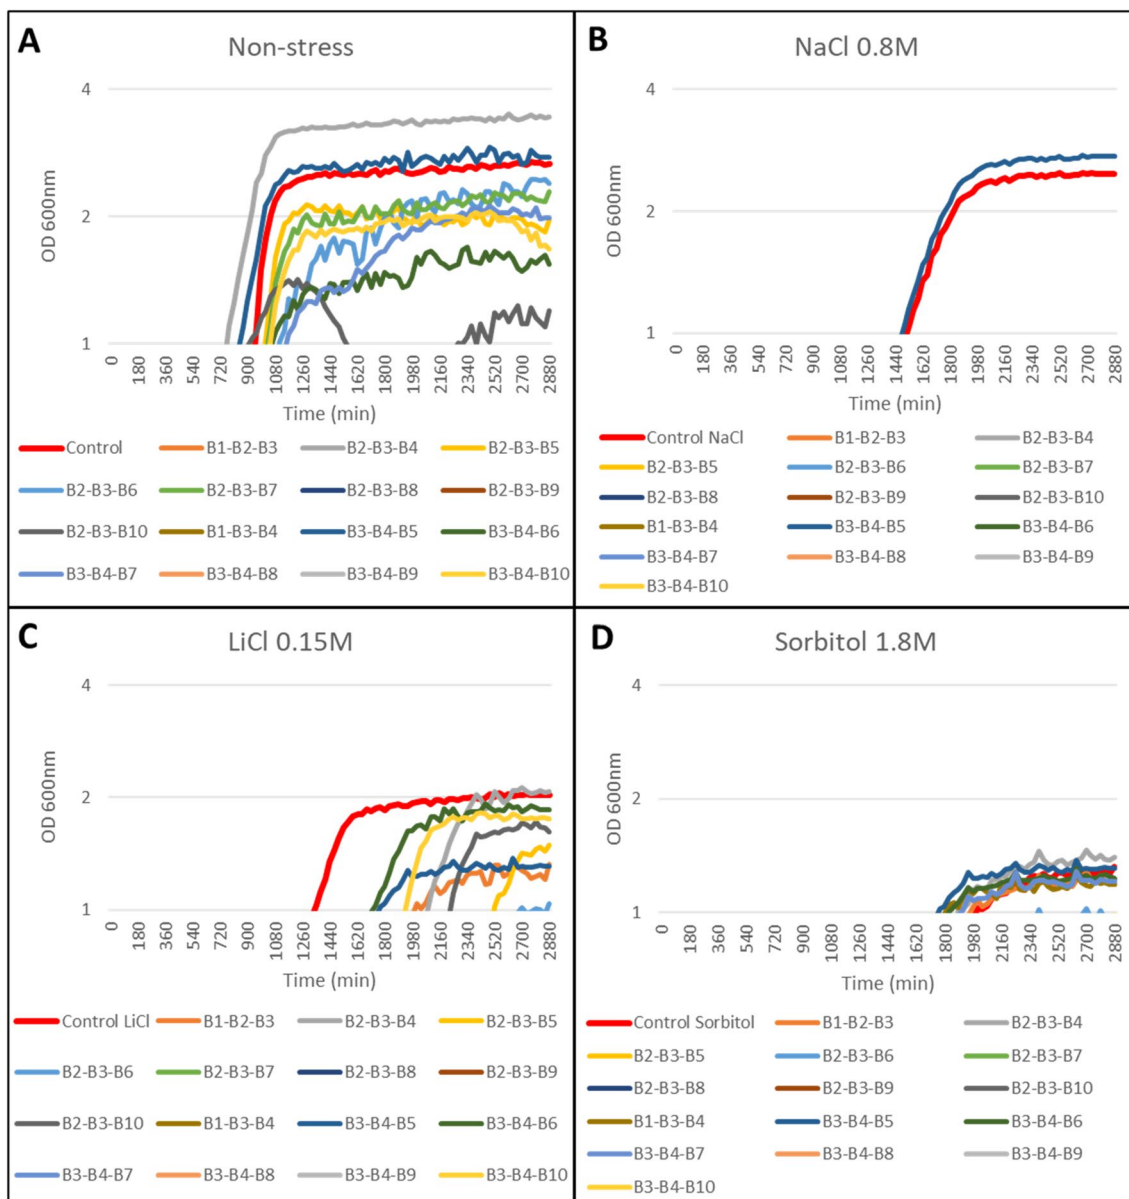 A
Non-stress
4
2
1
OD 600nm
0 180 360 540 720 900 1080 1260 1440 1620 1800 1980 2160 2340 2520 2700 2880
Time (min)
Control B1-B2-B3 B2-B3-B4 B2-B3-B5
B2-B3-B6 B2-B3-B7 B2-B3-B8 B2-B3-B9
B2-B3-B10 B1-B3-B4 B3-B4-B5 B3-B4-B6
B3-B4-B7 B3-B4-B8 B3-B4-B9 B3-B4-B10
B
NaCl 0.8M
4
2
1
OD 600nm
0 180 360 540 720 900 1080 1260 1440 1620 1800 1980 2160 2340 2520 2700 2880
Time (min)
Control NaCl B1-B2-B3 B2-B3-B4
B2-B3-B5 B2-B3-B6 B2-B3-B7
B2-B3-B8 B2-B3-B9 B2-B3-B10
B1-B3-B4 B3-B4-B5 B3-B4-B6
B3-B4-B7 B3-B4-B8 B3-B4-B9
B3-B4-B10
C
LiCl 0.15M
4
2
1
OD 600nm
0 180 360 540 720 900 1080 1260 1440 1620 1800 1980 2160 2340 2520 2700 2880
Time (min)
Control LiCl B1-B2-B3 B2-B3-B4 B2-B3-B5
B2-B3-B6 B2-B3-B7 B2-B3-B8 B2-B3-B9
B2-B3-B10 B1-B3-B4 B3-B4-B5 B3-B4-B6
B3-B4-B7 B3-B4-B8 B3-B4-B9 B3-B4-B10
D
Sorbitol 1.8M
4
2
1
OD 600nm
0 180 360 540 720 900 1080 1260 1440 1620 1800 1980 2160 2340 2520 2700 2880
Time (min)
Control Sorbitol B1-B2-B3 B2-B3-B4
B2-B3-B5 B2-B3-B6 B2-B3-B7
B2-B3-B8 B2-B3-B9 B2-B3-B10
B1-B3-B4 B3-B4-B5 B3-B4-B6
B3-B4-B7 B3-B4-B8 B3-B4-B9
B3-B4-B10